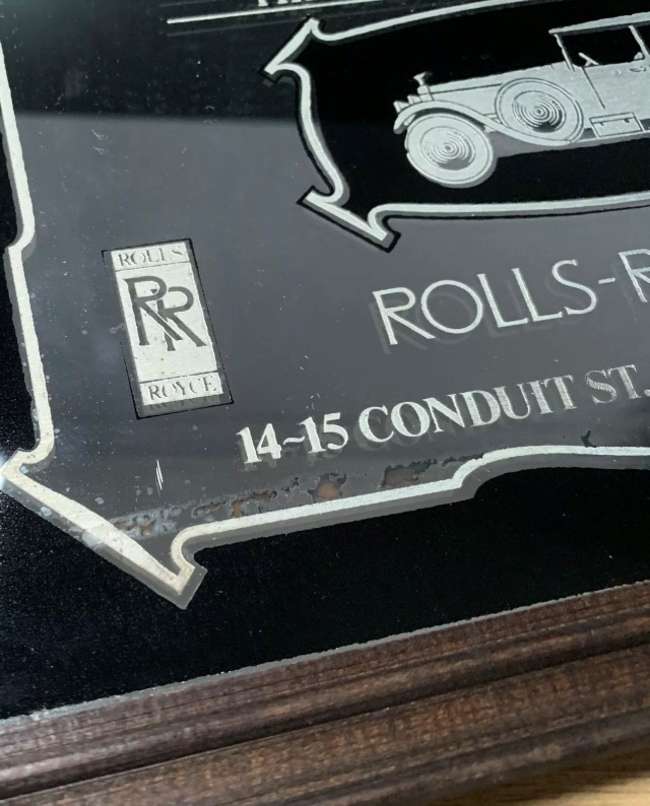 ROLLS
RR
ROYCE
ROLLS-R
14-15 CONDUIT ST.